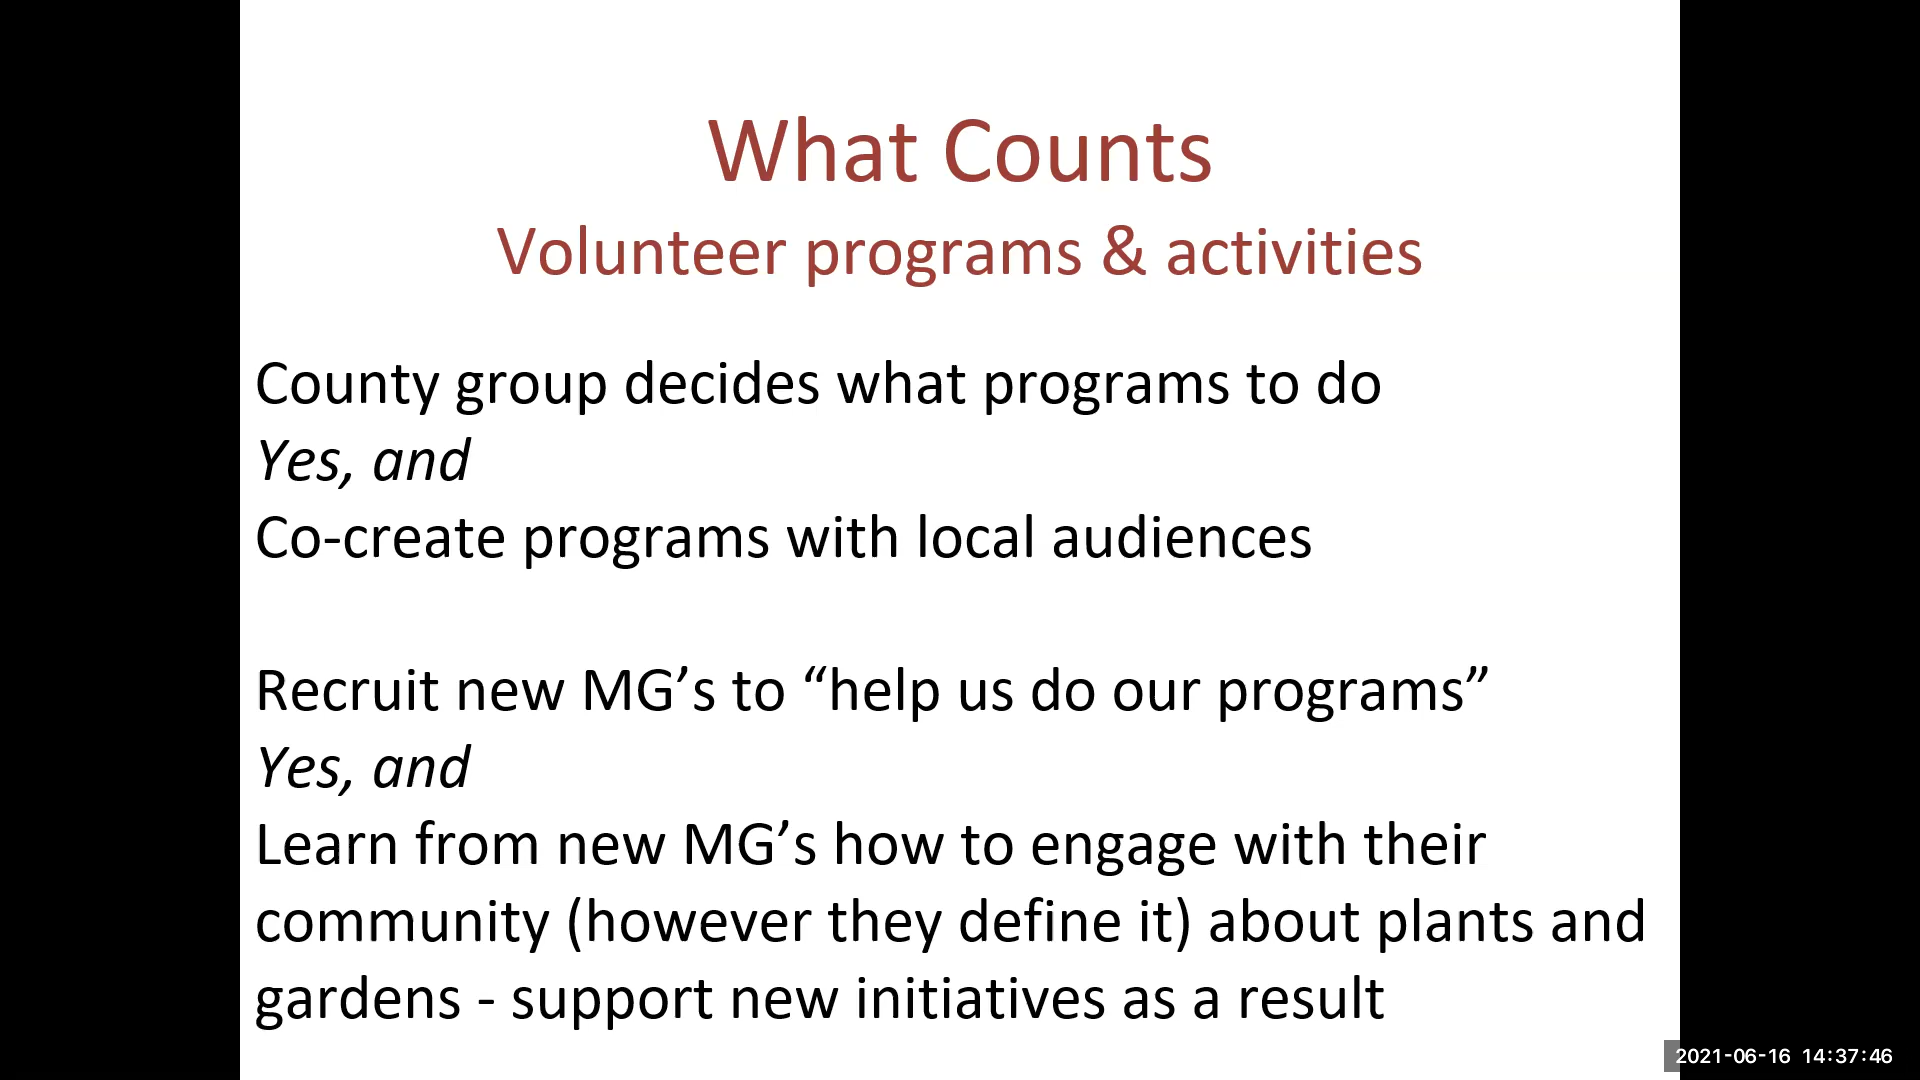 What Counts
Volunteer programs & activities
County group decides what programs to do
Yes, and
Co-create programs with local audiences
Recruit new MG’s to “help us do our programs”
Yes, and
Learn from new MG’s how to engage with their
community (however they define it) about plants and
gardens - support new initiatives as a result
2021-06-16 14:37:46